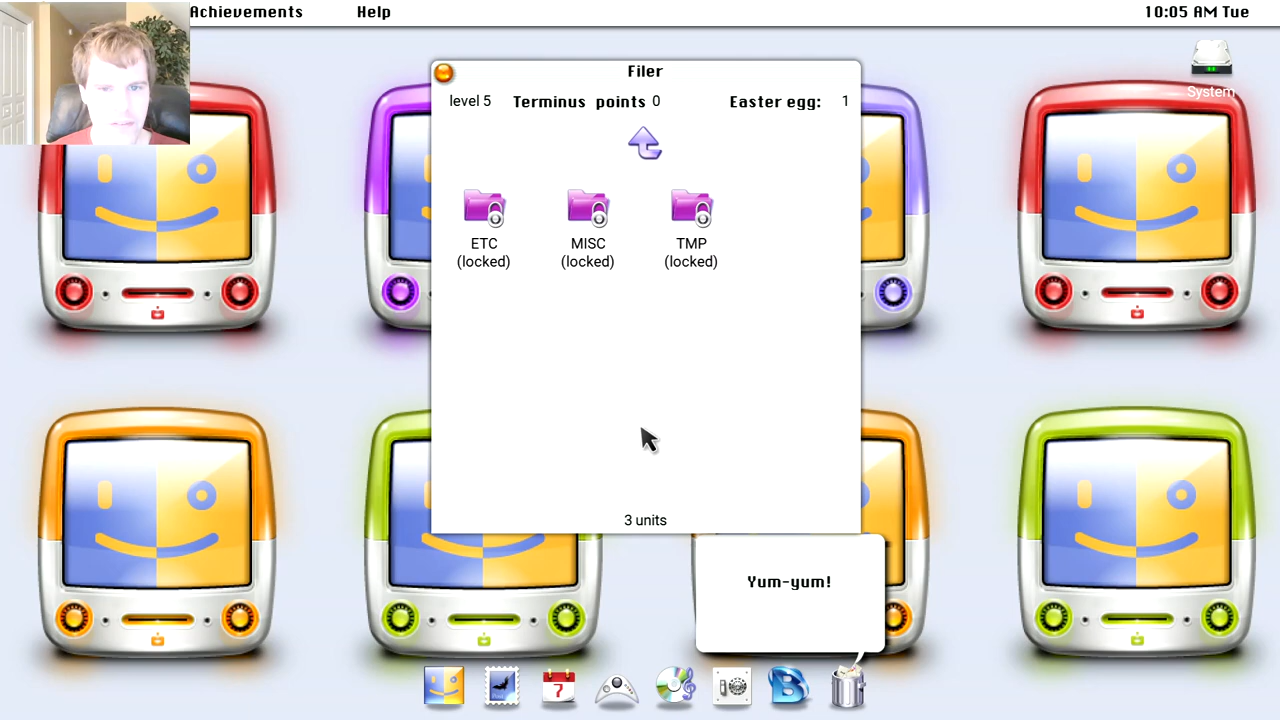 Achievements Help 10:05 AM Tue
System
Filer
level 5 Terminus points 0 Easter egg: 1
ETC MISC TMP
(locked) (locked) (locked)
3 units
Yum-yum!
7
B